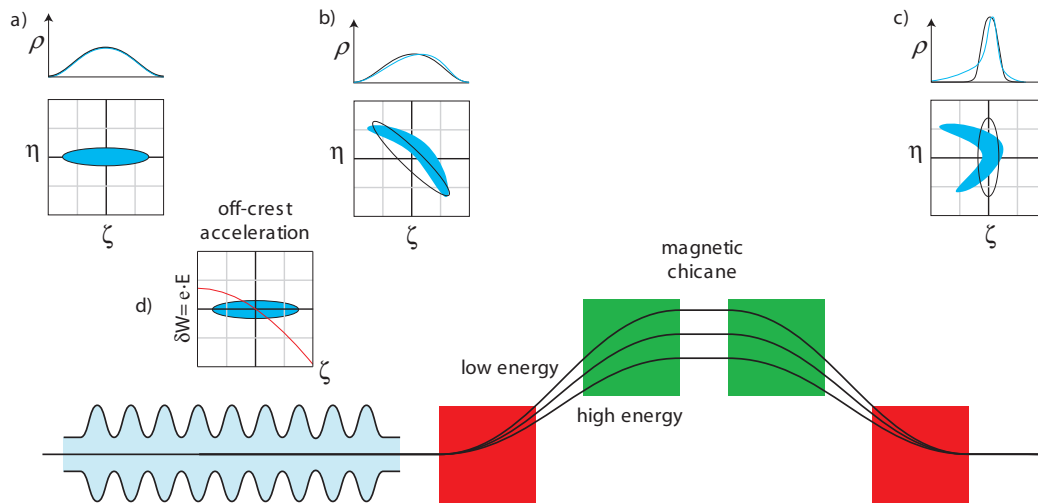 a)
b)
c)
ρ
ρ
ρ
η
η
η
ζ
ζ
ζ
off-crest
acceleration
magnetic
chicane
d)
δW= e·E
ζ
low energy
high energy